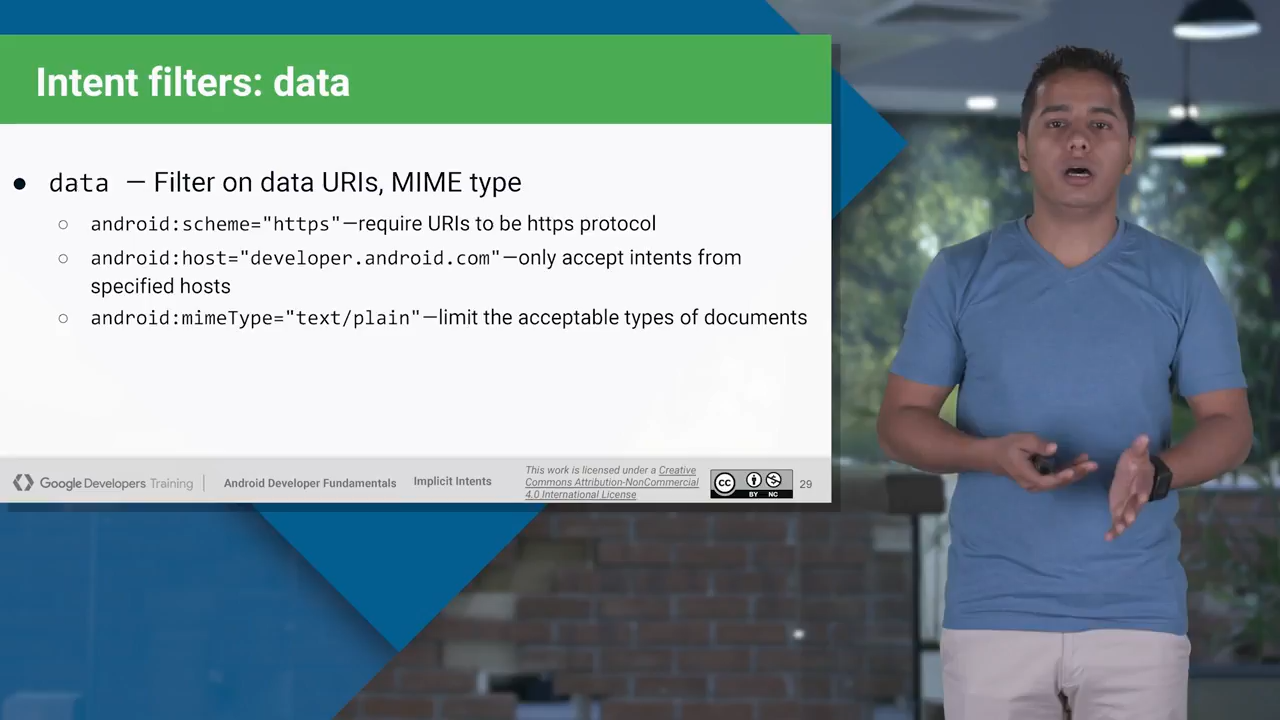 Intent filters: data
● data — Filter on data URIs, MIME type
○ android:scheme="https"—require URIs to be https protocol
○ android:host="developer.android.com"—only accept intents from
specified hosts
○ android:mimeType="text/plain"—limit the acceptable types of documents
Google Developers Training
Android Developer Fundamentals
Implicit Intents
This work is licensed under a Creative
Commons Attribution-NonCommercial
4.0 International License
CC BY NC
29